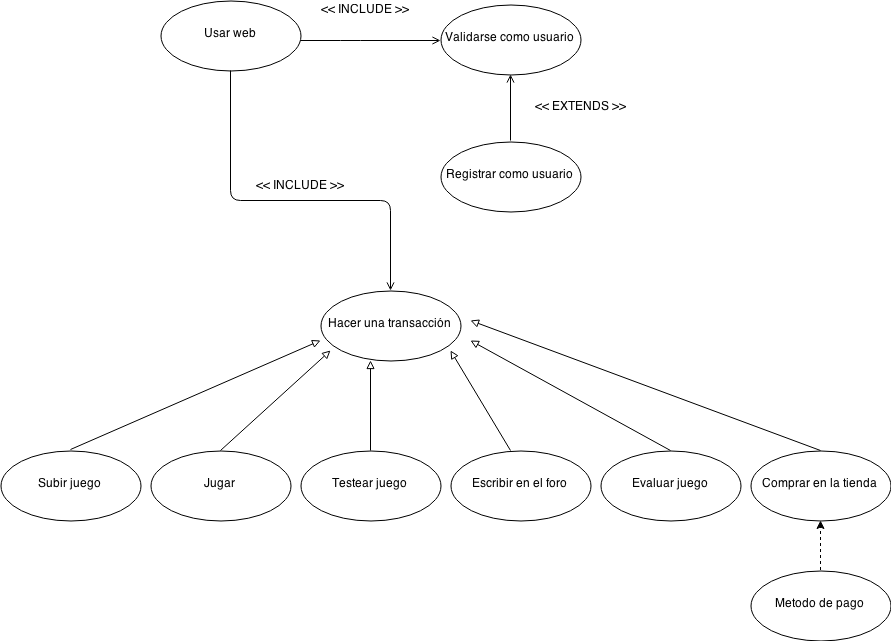 << INCLUDE >>
Usar web
Validarse como usuario
<< EXTENDS >>
Registrar como usuario
<< INCLUDE >>
Hacer una transacción
Subir juego
Jugar
Testear juego
Escribir en el foro
Evaluar juego
Comprar en la tienda
Metodo de pago